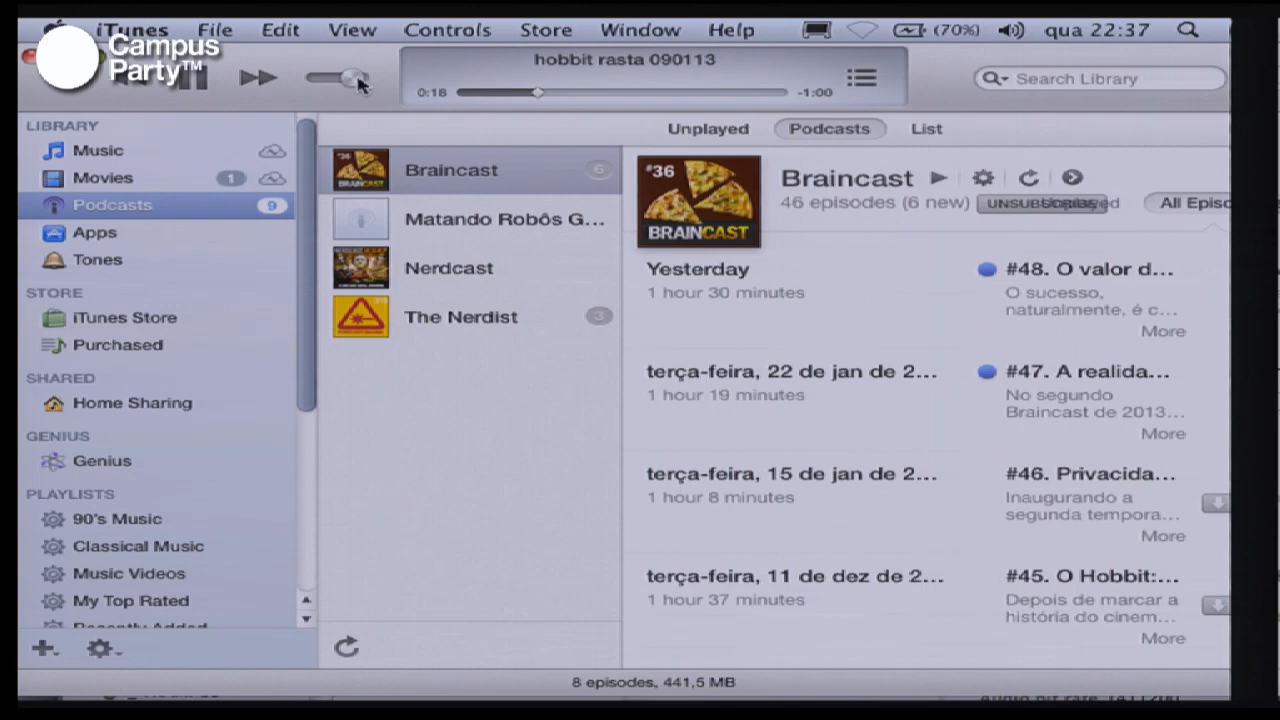 iTunes File Edit View Controls Store Window Help (70%) qua 22:37
Campus
Party™
hobbit rasta 090113
0:18 -1:00
Search Library
LIBRARY
Music
Movies 1
Podcasts 9
Apps
Tones
STORE
iTunes Store
Purchased
SHARED
Home Sharing
GENIUS
Genius
PLAYLISTS
90's Music
Classical Music
Music Videos
My Top Rated
Recently Added
Unplayed Podcasts List
Braincast 6
Matando Robôs G...
Nerdcast
The Nerdist 3
#36
BRAINCAST
Braincast
46 episodes (6 new) UNSUBSCRIBE All Episo
Yesterday
1 hour 30 minutes
#48. O valor d...
O sucesso,
naturalmente, é c...
More
terça-feira, 22 de jan de 2...
1 hour 19 minutes
#47. A realida...
No segundo
Braincast de 2013...
More
terça-feira, 15 de jan de 2...
1 hour 8 minutes
#46. Privacida...
Inaugurando a
segunda tempora...
More
terça-feira, 11 de dez de 2...
1 hour 37 minutes
#45. O Hobbit:...
Depois de marcar a
história do cinem...
More
8 episodes, 441,5 MB